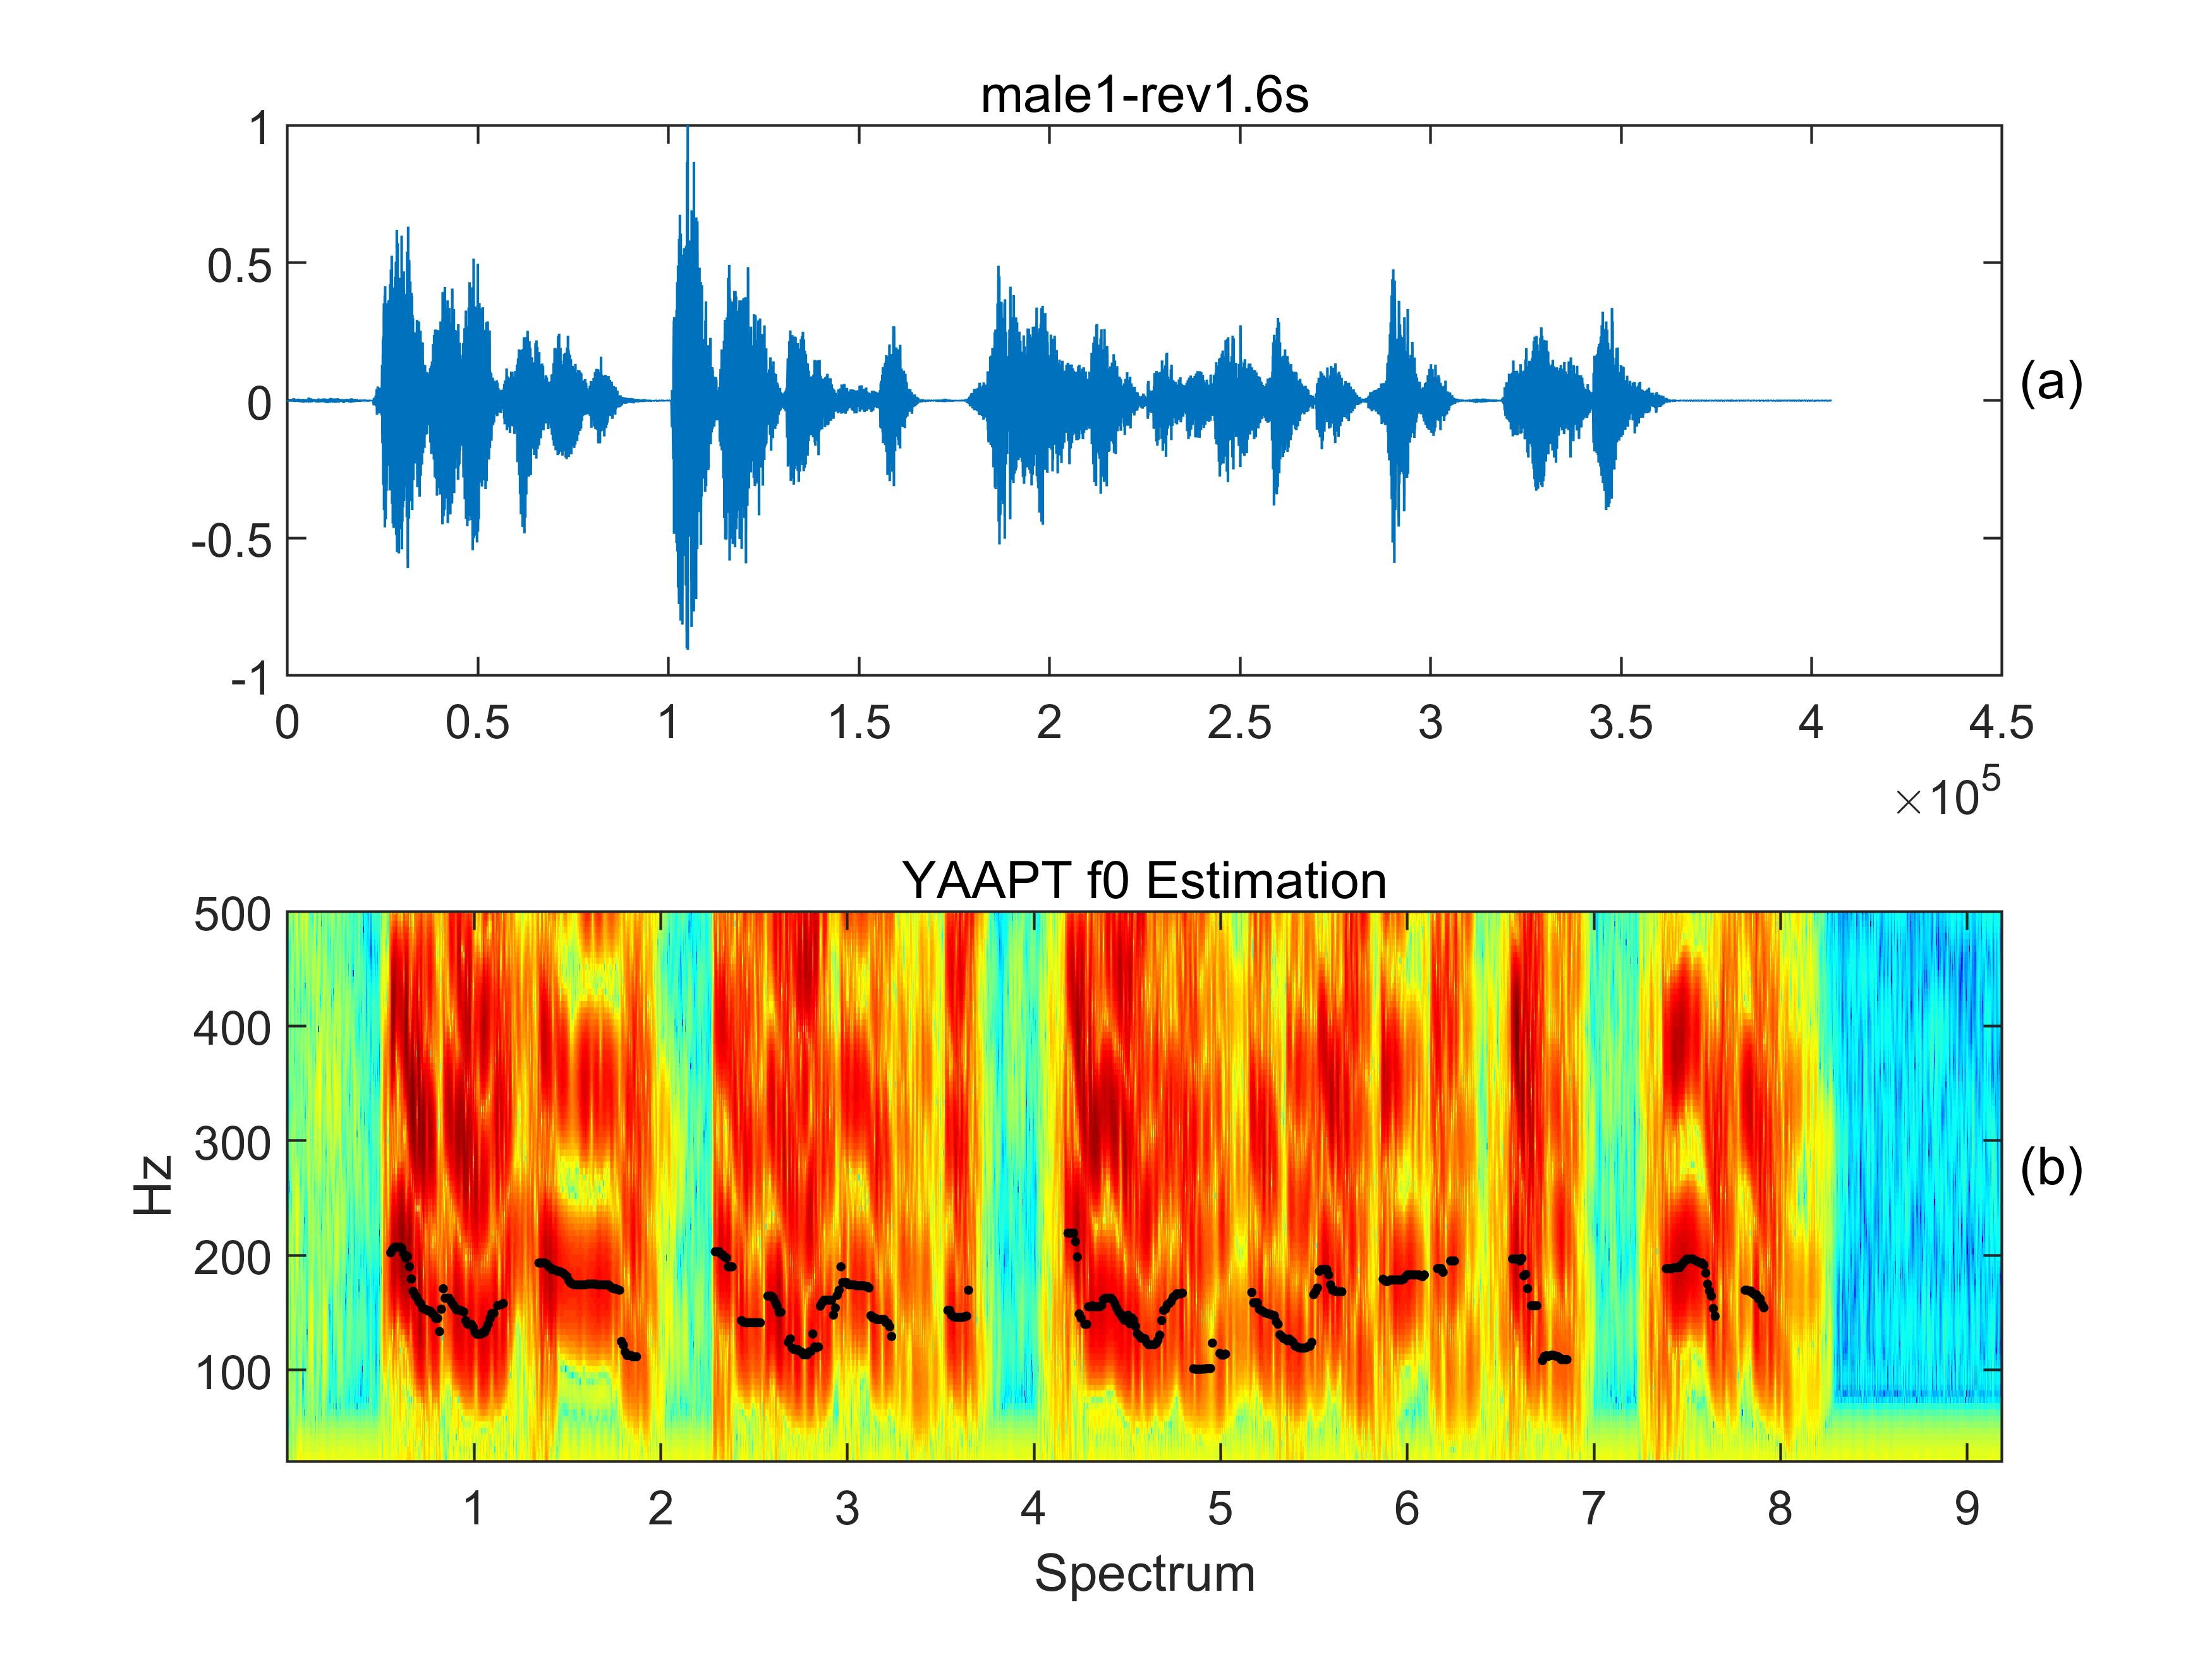 male1-rev1.6s
1
0.5
0
-0.5
-1
0 0.5 1 1.5 2 2.5 3 3.5 4 4.5
×10^5
(a)
YAAPT f0 Estimation
500
400
300
200
100
Hz
(b)
1 2 3 4 5 6 7 8 9
Spectrum